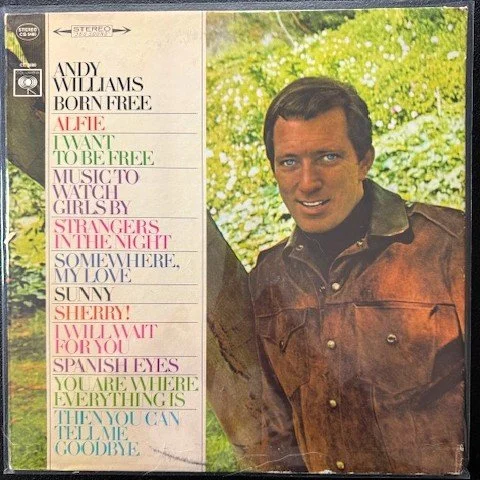 STEREO
STEREO
ANDY
WILLIAMS
BORN FREE
ALFIE
I WANT
TO BE FREE
MUSIC TO
WATCH
GIRLS BY
STRANGERS
IN THE NIGHT
SOMEWHERE,
MY LOVE
SUNNY
SHERRY!
I WILL WAIT
FOR YOU
SPANISH EYES
YOU ARE WHERE
EVERYTHING IS
THEN YOU CAN
TELL ME
GOODBYE